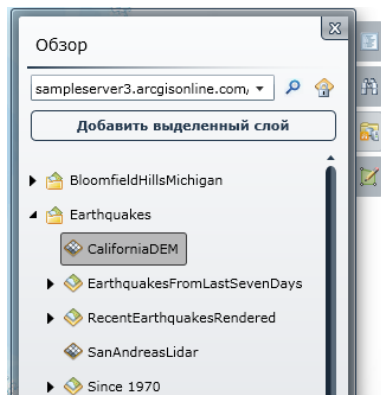 Обзор
sampleserver3.arcgisonline.com/
Добавить выделенный слой
BloomfieldHillsMichigan
Earthquakes
CaliforniaDEM
EarthquakesFromLastSevenDays
RecentEarthquakesRendered
SanAndreasLidar
Since 1970